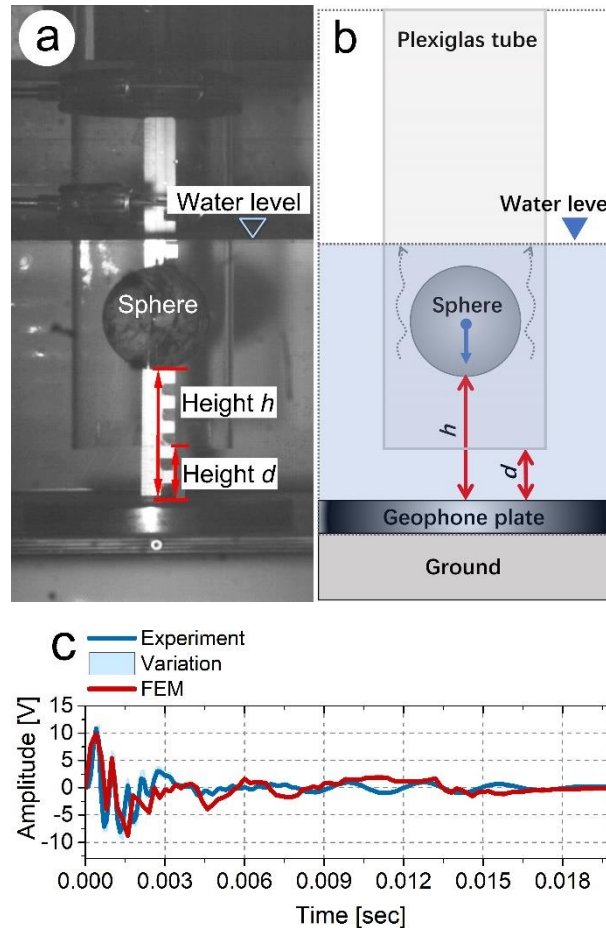 a
Water level
Sphere
Height h
Height d
b
Plexiglas tube
Water level
Sphere
h
d
Geophone plate
Ground
c
Experiment
Variation
FEM
Amplitude [V]
15
10
5
0
-5
-10
0.000 0.003 0.006 0.009 0.012 0.015 0.018
Time [sec]